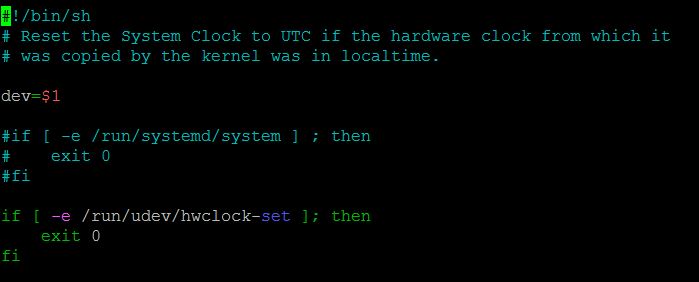 #!/bin/sh
# Reset the System Clock to UTC if the hardware clock from which it
# was copied by the kernel was in localtime.
dev=$1
#if [ -e /run/systemd/system ] ; then
#    exit 0
#fi
if [ -e /run/udev/hwclock-set ]; then
    exit 0
fi